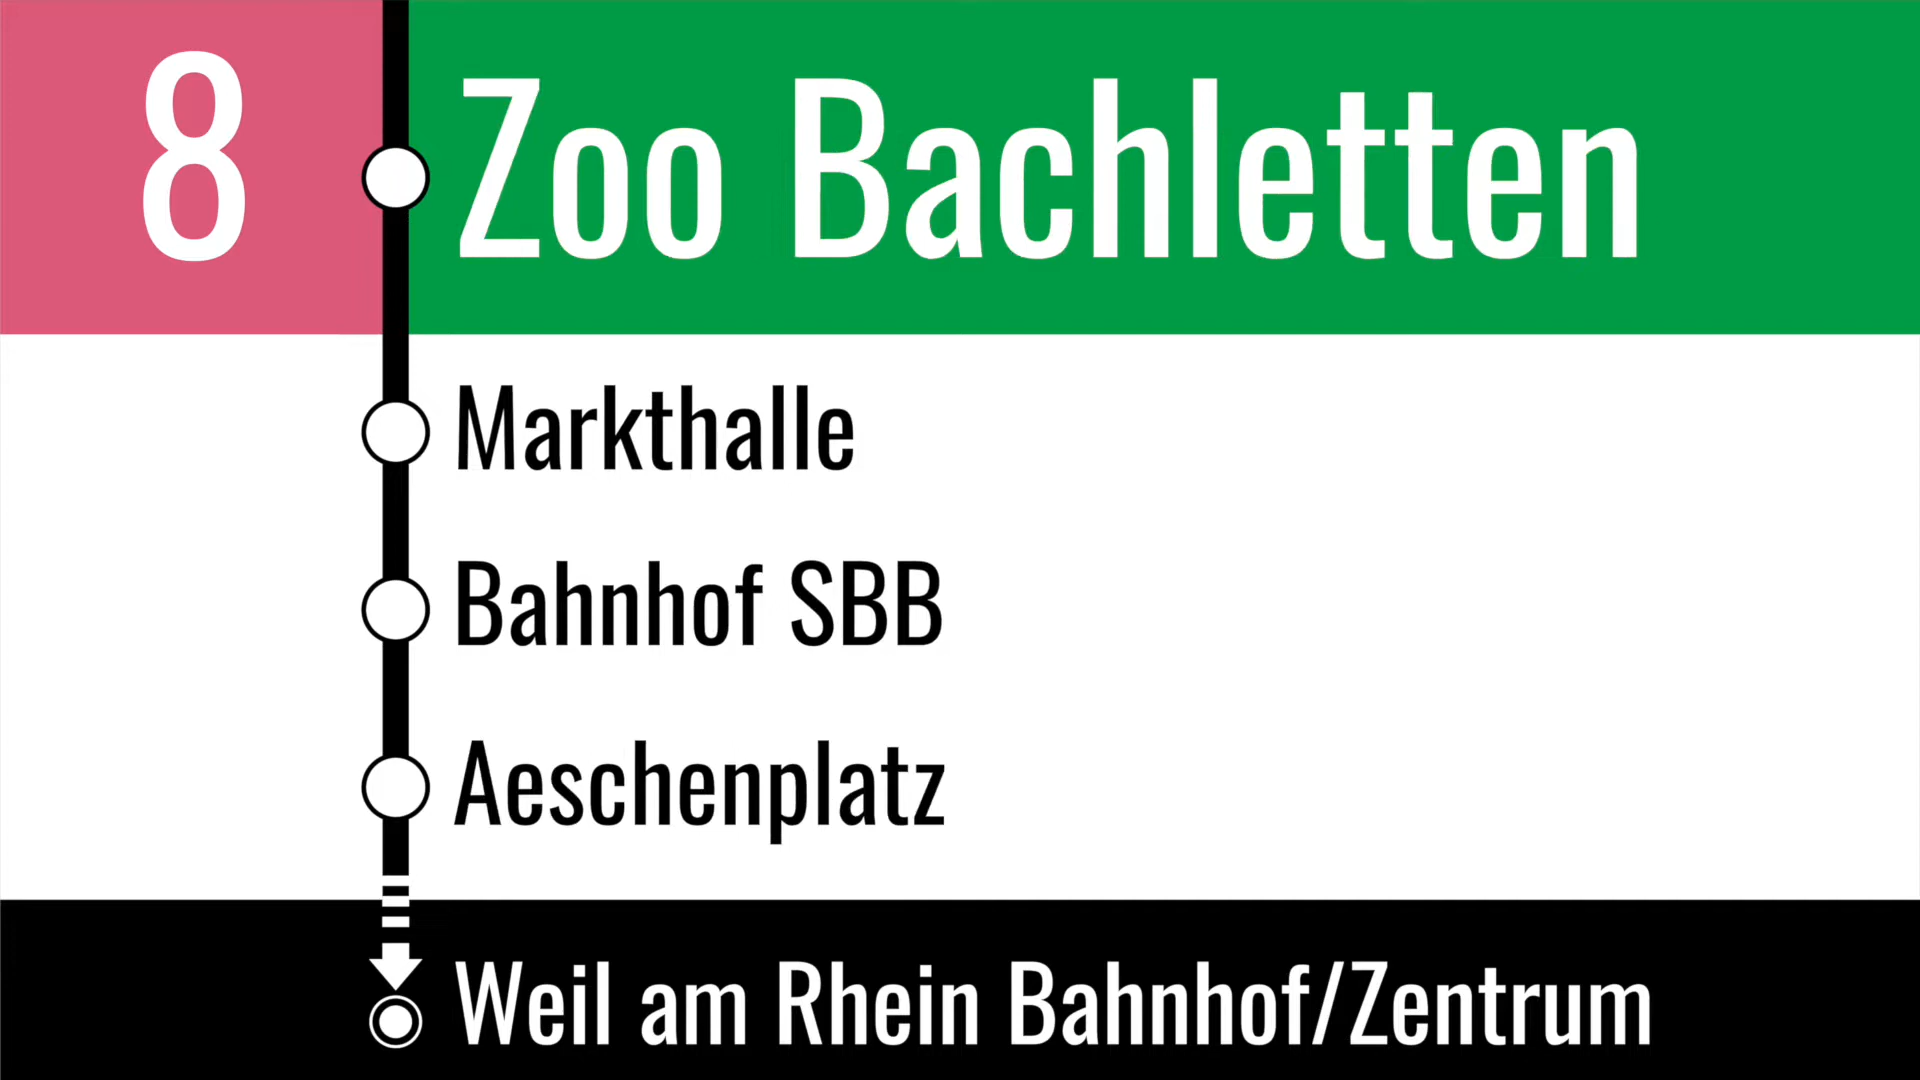 8
Zoo Bachletten
Markthalle
Bahnhof SBB
Aeschenplatz
Weil am Rhein Bahnhof/Zentrum